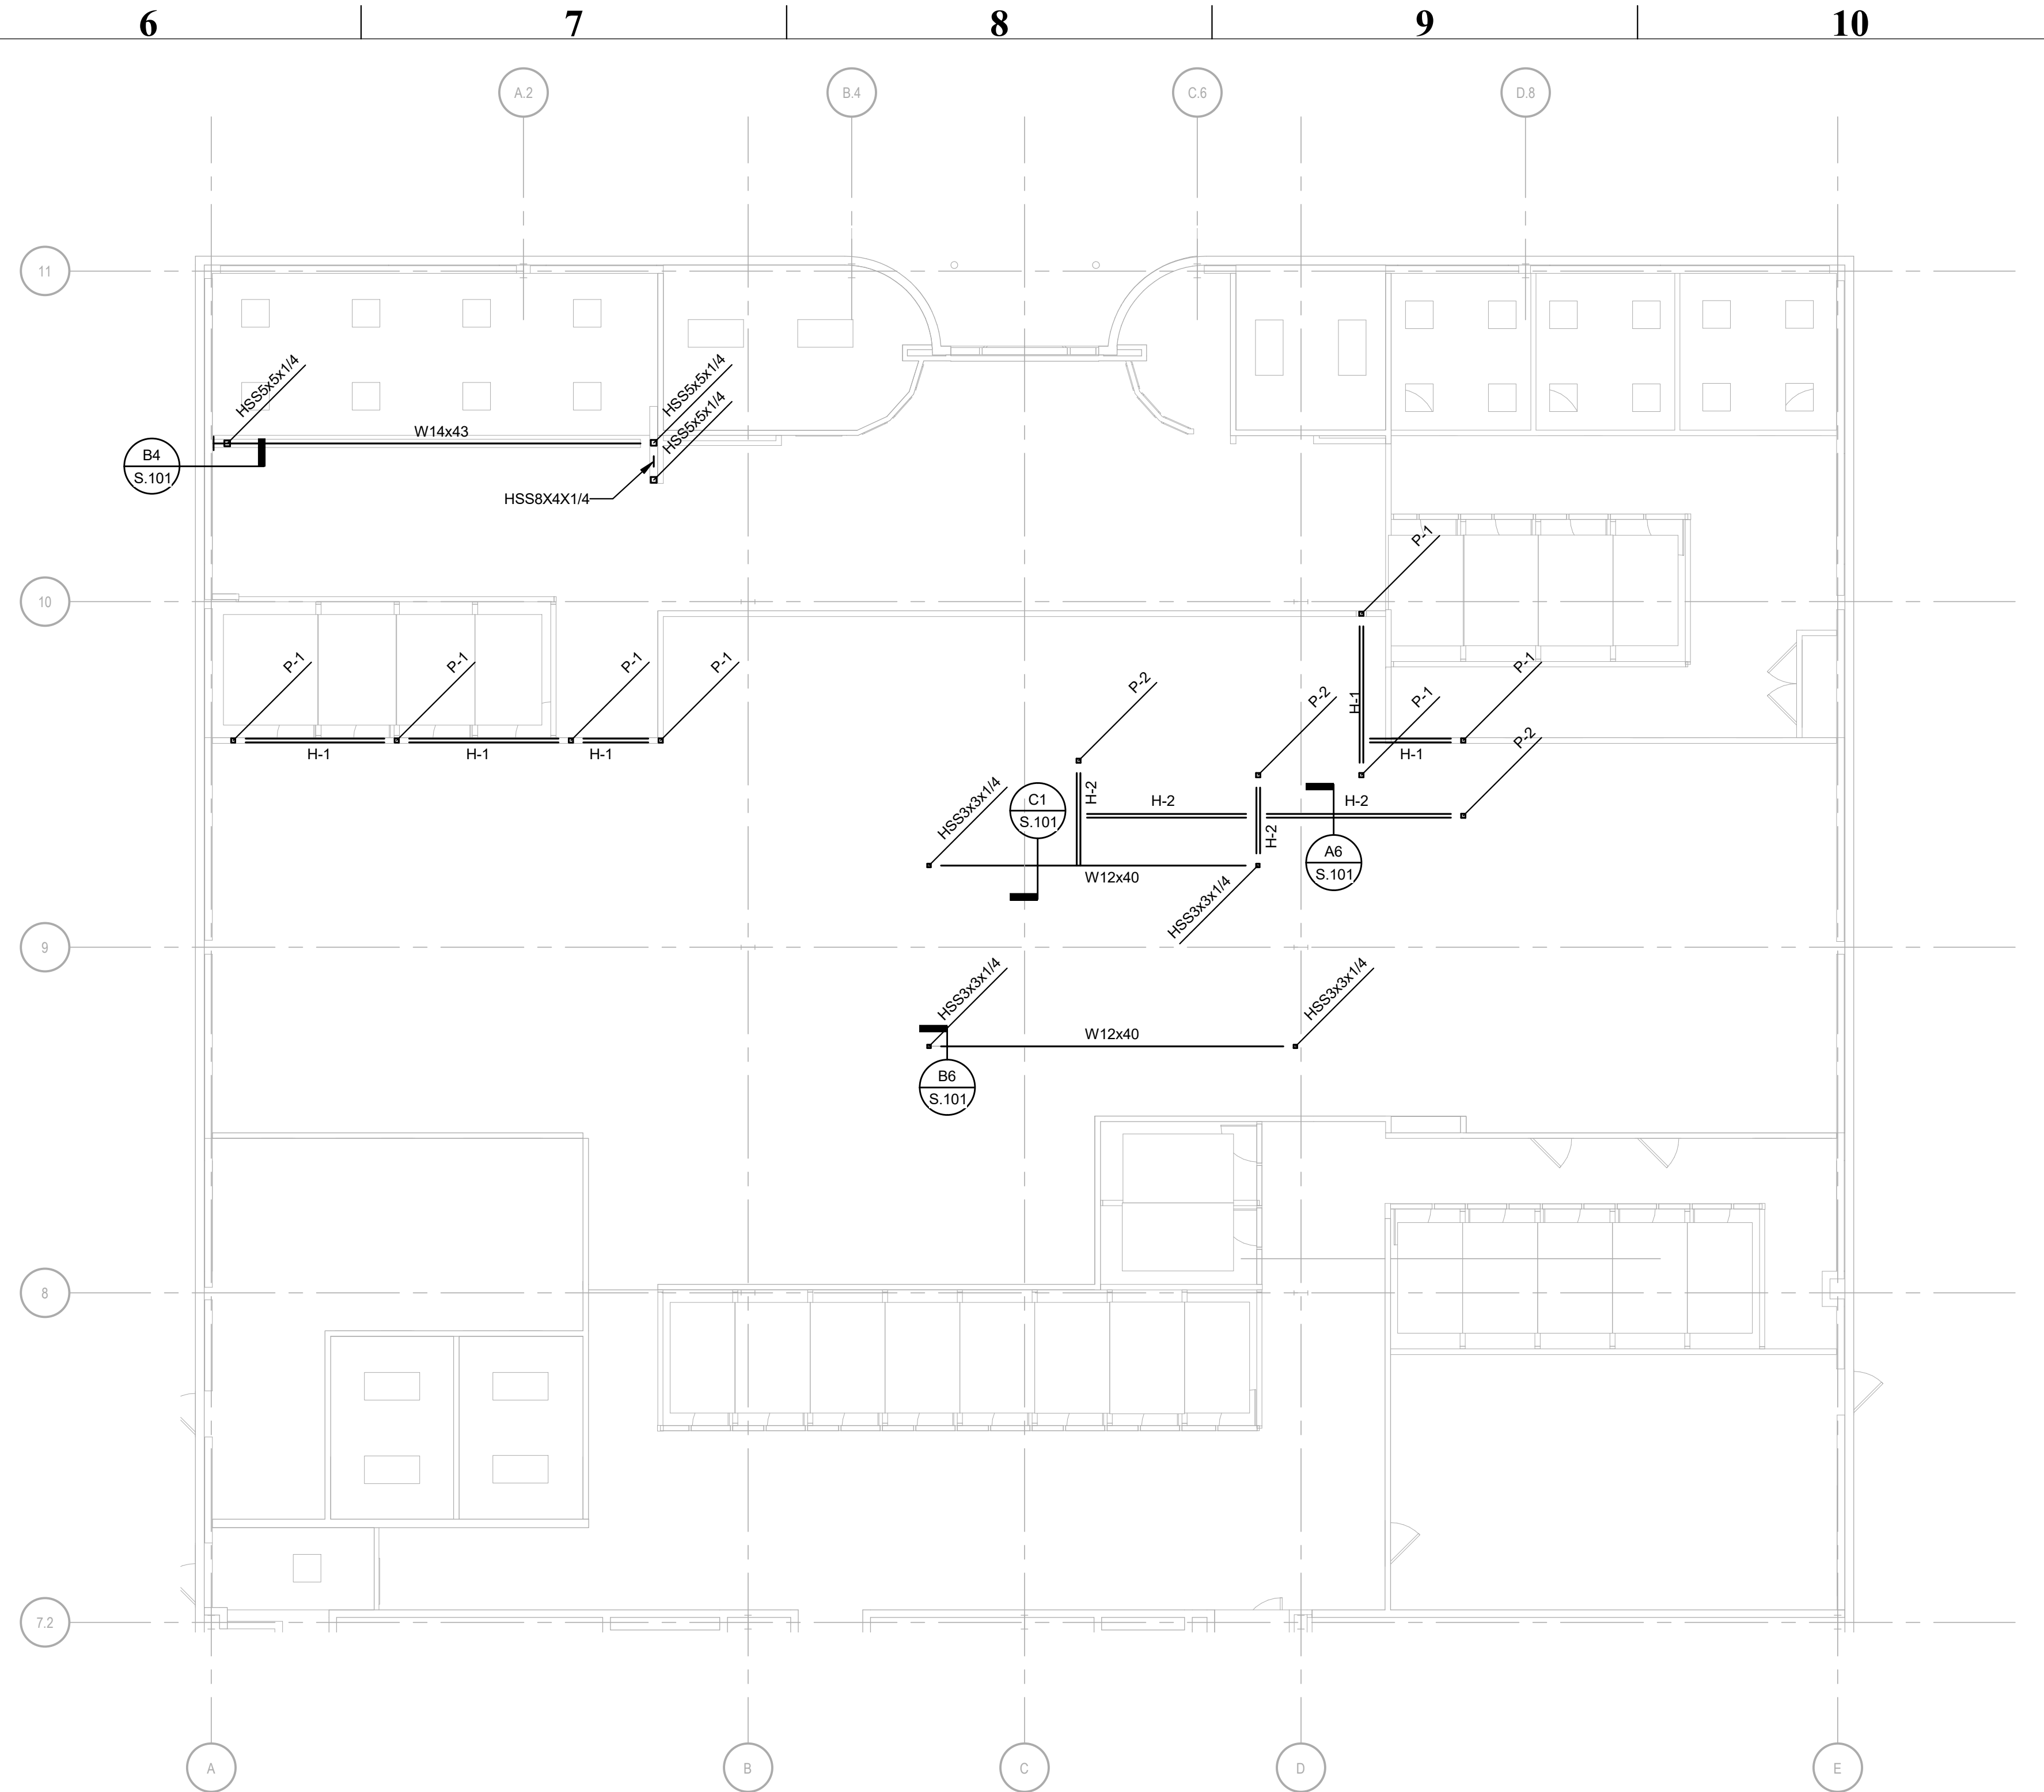 6
7
8
9
10
A.2
B.4
C.6
D.8
11
HSS5x5x1/4
HSS5x5x1/4
HSS5x5x1/4
W14x43
B4
S.101
HSS8X4X1/4
P-1
10
P-1
P-1
P-1
P-1
P-1
P-2
P-2
H-1
P-1
P-2
H-1
H-1
H-1
H-1
HSS3x3x1/4
C1
S.101
H-2
H-2
H-2
H-2
A6
S.101
W12x40
HSS3x3x1/4
9
HSS3x3x1/4
HSS3x3x1/4
W12x40
B6
S.101
8
7.2
A
B
C
D
E